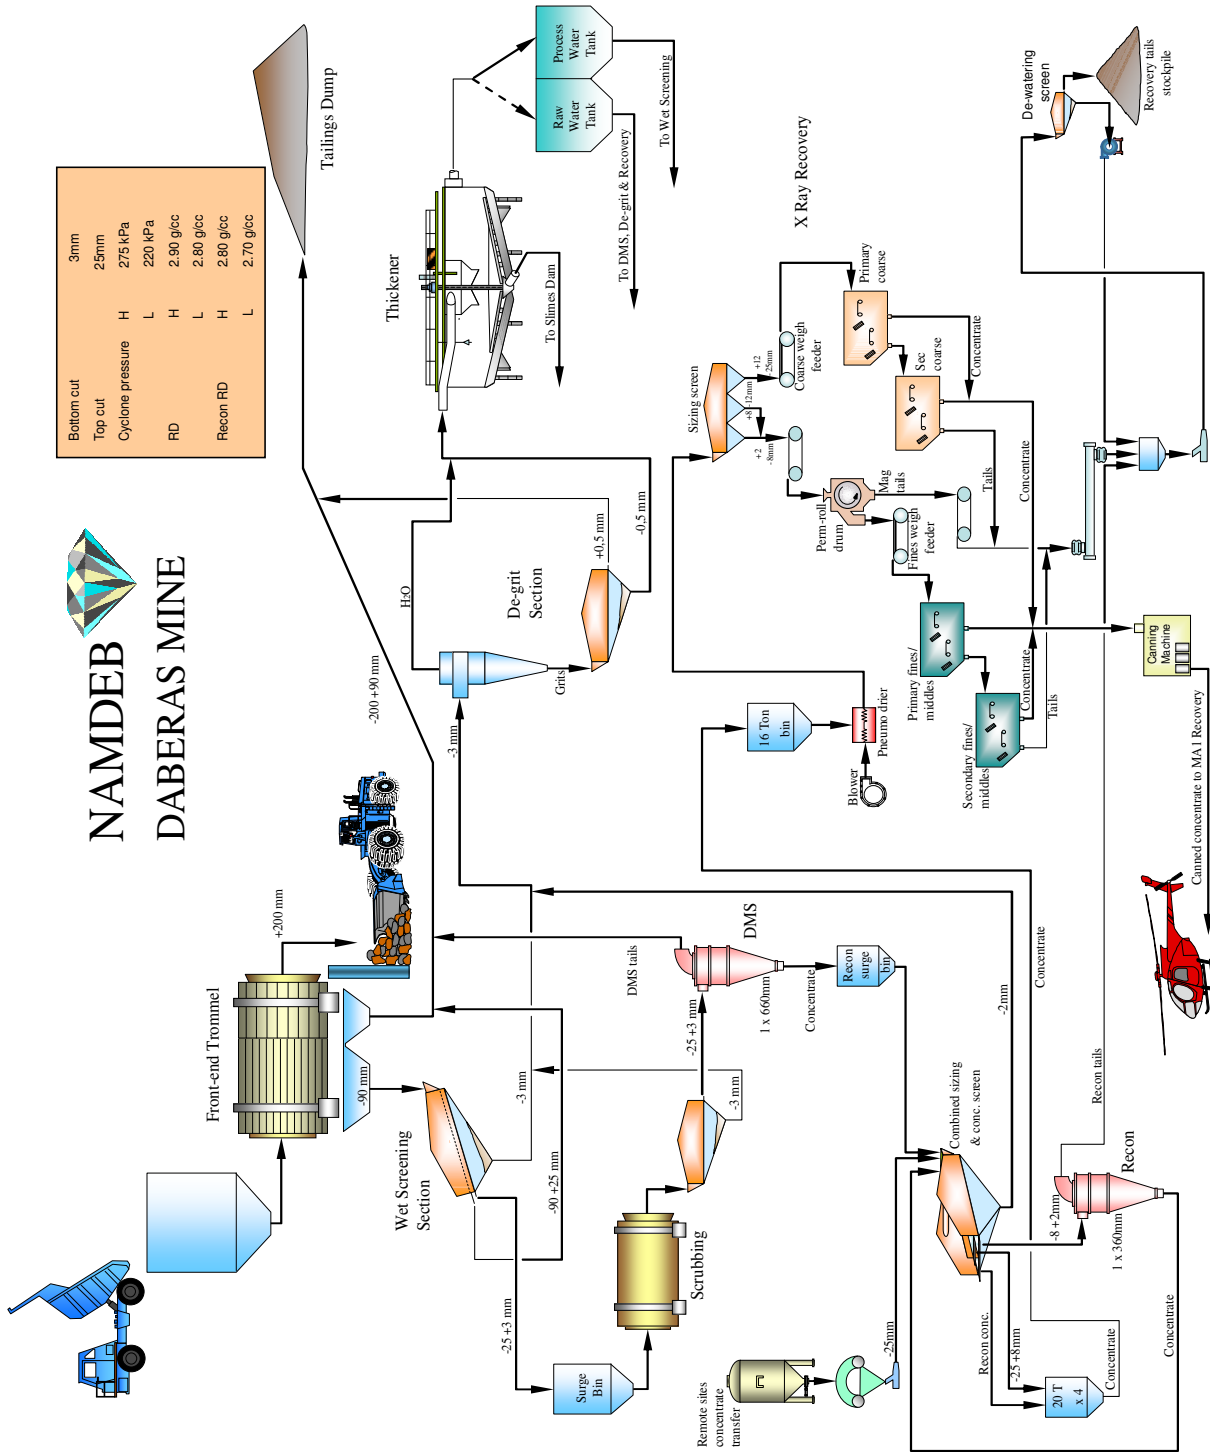 NAMDEB
DABERAS MINE
Bottom cut 3mm
Top cut 25mm
Cyclone pressure H 275 kPa
L 220 kPa
RD H 2.90 g/cc
L 2.80 g/cc
Recon RD H 2.80 g/cc
L 2.70 g/cc
Tailings Dump
Front-end Trommel
+200 mm
-90 mm
-200 +90 mm
Wet Screening
Section
-3 mm
-90 +25 mm
-25 +3 mm
Surge
Bin
Scrubbing
-3 mm
-25 +3 mm
DMS tails
DMS
1 x 660mm
Concentrate
Recon
surge
bin
-3 mm
H2O
Grits
De-grit
Section
+0,5 mm
-0,5 mm
Thickener
To Slimes Dam
Raw
Water
Tank
Process
Water
Tank
To DMS, De-grit & Recovery
To Wet Screening
Remote sites
concentrate
transfer
-25mm
Combined sizing
& conc. screen
-2mm
Recon conc.
-25 +8mm
-8 +2mm
1 x 360mm
Recon
Recon tails
Concentrate
20 T
x 4
Concentrate
Concentrate
16 Ton
bin
Blower
Pneumo drier
X Ray Recovery
Sizing screen
+2
-8mm
+8 -12mm
+12
-25mm
Coarse weigh
feeder
Perm-roll
drum
Mag
tails
Fines weigh
feeder
Primary
coarse
Sec
coarse
Concentrate
Tails
Concentrate
Primary fines/
middles
Secondary fines/
middles
Concentrate
Tails
Canning
Machine
Canned concentrate to MA1 Recovery
De-watering
screen
Recovery tails
stockpile